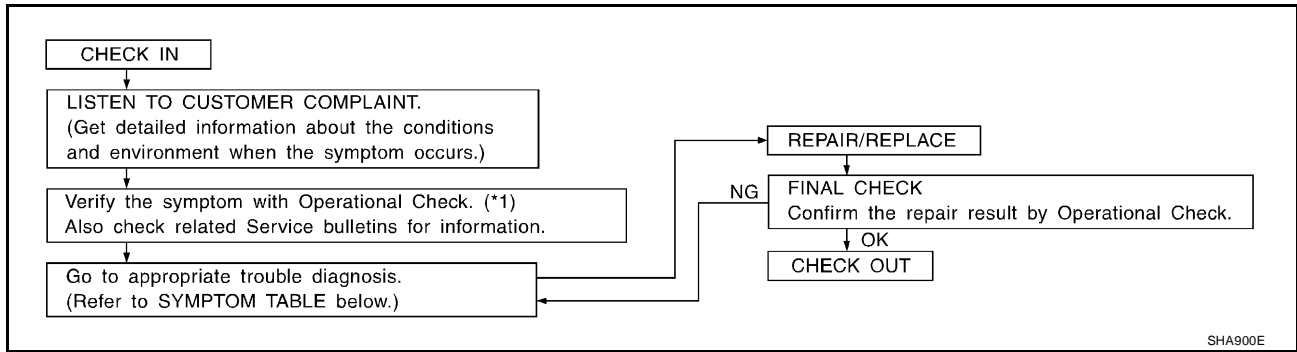 CHECK IN
LISTEN TO CUSTOMER COMPLAINT.
(Get detailed information about the conditions
and environment when the symptom occurs.)
Verify the symptom with Operational Check. (*1)
Also check related Service bulletins for information.
Go to appropriate trouble diagnosis.
(Refer to SYMPTOM TABLE below.)
REPAIR/REPLACE
NG
FINAL CHECK
Confirm the repair result by Operational Check.
OK
CHECK OUT
SHA900E